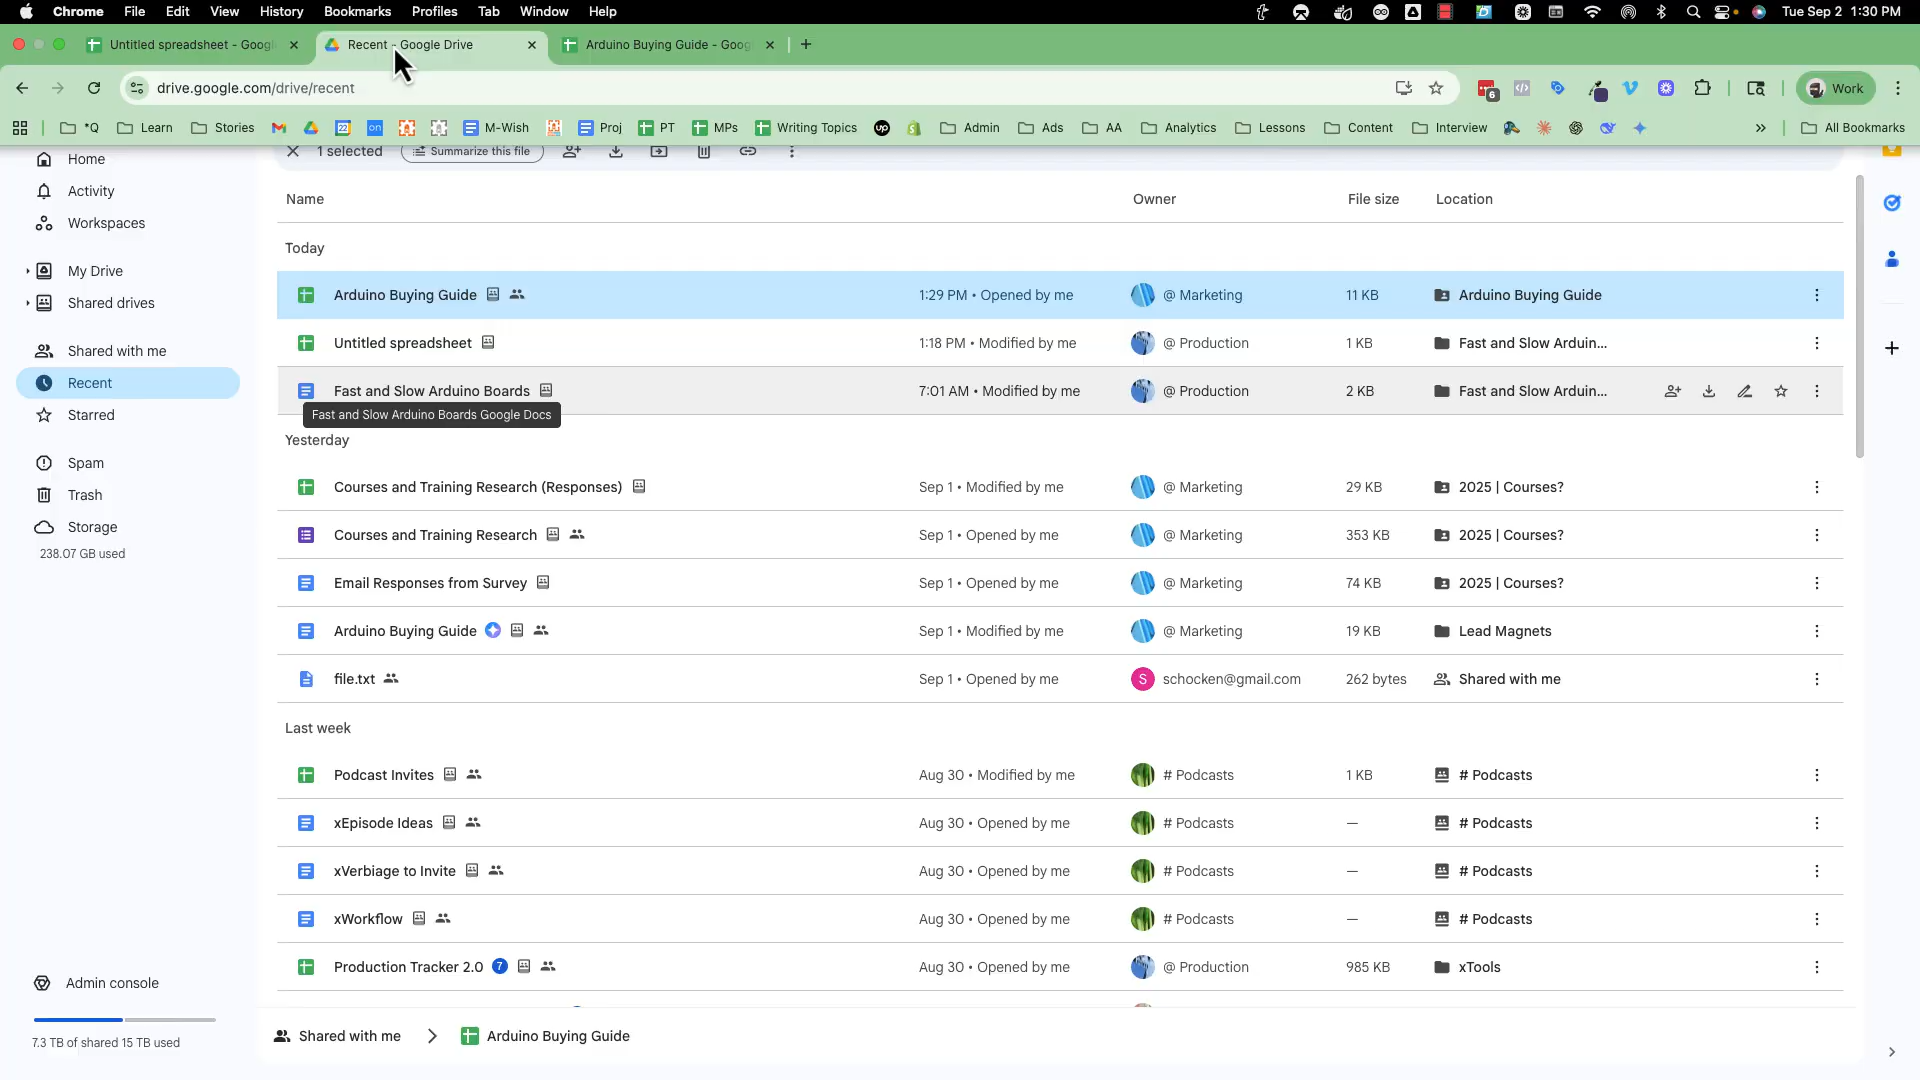 Chrome File Edit View History Bookmarks Profiles Tab Window Help Tue Sep 2 1:30 PM
Untitled spreadsheet - Googl Recent - Google Drive Arduino Buying Guide - Goog
drive.google.com/drive/recent 6 Work
*Q Learn Stories 22 on M-Wish Proj PT MPs Writing Topics up Admin Ads AA Analytics Lessons Content Interview All Bookmarks
Home
Activity
Workspaces
My Drive
Shared drives
Shared with me
Recent
Starred
Spam
Trash
Storage
238.07 GB used
Admin console
7.3 TB of shared 15 TB used
1 selected Summarize this file
Name Owner File size Location
Today
Arduino Buying Guide 1:29 PM • Opened by me @ Marketing 11 KB Arduino Buying Guide
Untitled spreadsheet 1:18 PM • Modified by me @ Production 1 KB Fast and Slow Arduin...
Fast and Slow Arduino Boards 7:01 AM • Modified by me @ Production 2 KB Fast and Slow Arduin...
Fast and Slow Arduino Boards Google Docs
Yesterday
Courses and Training Research (Responses) Sep 1 • Modified by me @ Marketing 29 KB 2025 | Courses?
Courses and Training Research Sep 1 • Opened by me @ Marketing 353 KB 2025 | Courses?
Email Responses from Survey Sep 1 • Opened by me @ Marketing 74 KB 2025 | Courses?
Arduino Buying Guide Sep 1 • Modified by me @ Marketing 19 KB Lead Magnets
file.txt Sep 1 • Opened by me S schocken@gmail.com 262 bytes Shared with me
Last week
Podcast Invites Aug 30 • Modified by me # Podcasts 1 KB # Podcasts
xEpisode Ideas Aug 30 • Opened by me # Podcasts — # Podcasts
xVerbiage to Invite Aug 30 • Opened by me # Podcasts — # Podcasts
xWorkflow Aug 30 • Opened by me # Podcasts — # Podcasts
Production Tracker 2.0 7 Aug 30 • Opened by me @ Production 985 KB xTools
Shared with me Arduino Buying Guide